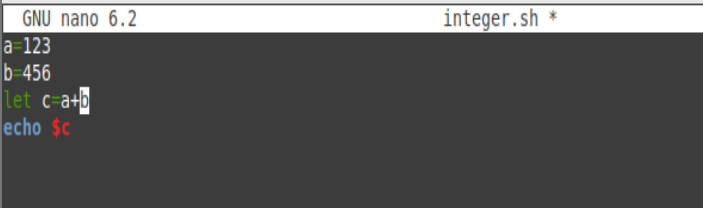 GNU nano 6.2 integer.sh *
a=123
b=456
let c=a+b
echo $c